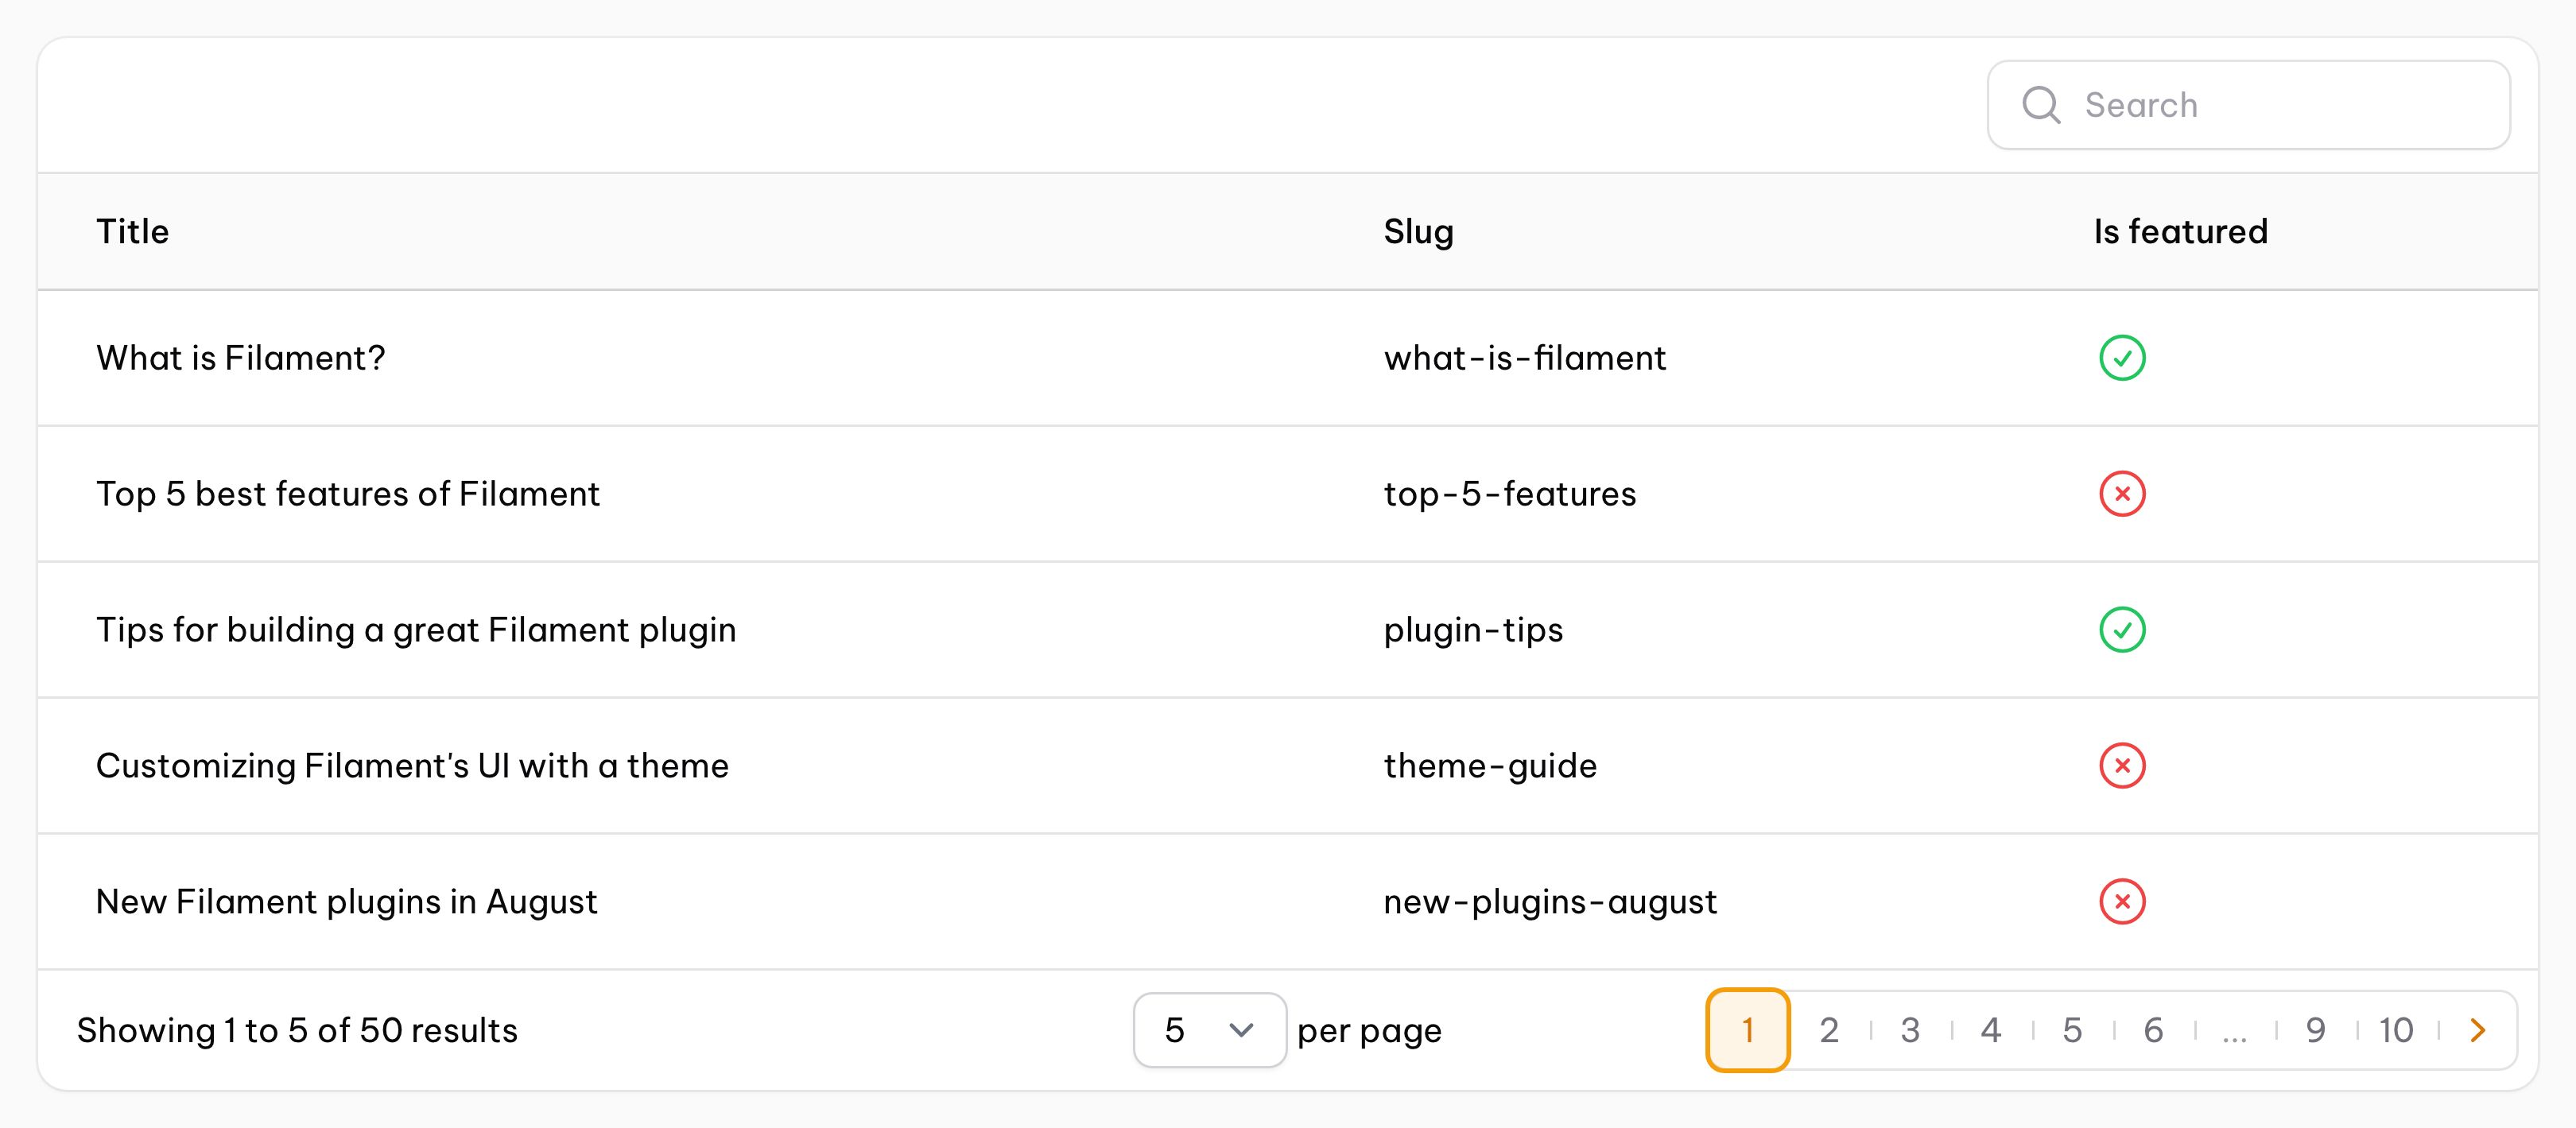 Search
Title Slug Is featured
What is Filament? what-is-filament
Top 5 best features of Filament top-5-features
Tips for building a great Filament plugin plugin-tips
Customizing Filament's UI with a theme theme-guide
New Filament plugins in August new-plugins-august
Showing 1 to 5 of 50 results 5 per page 1 2 3 4 5 6 ... 9 10